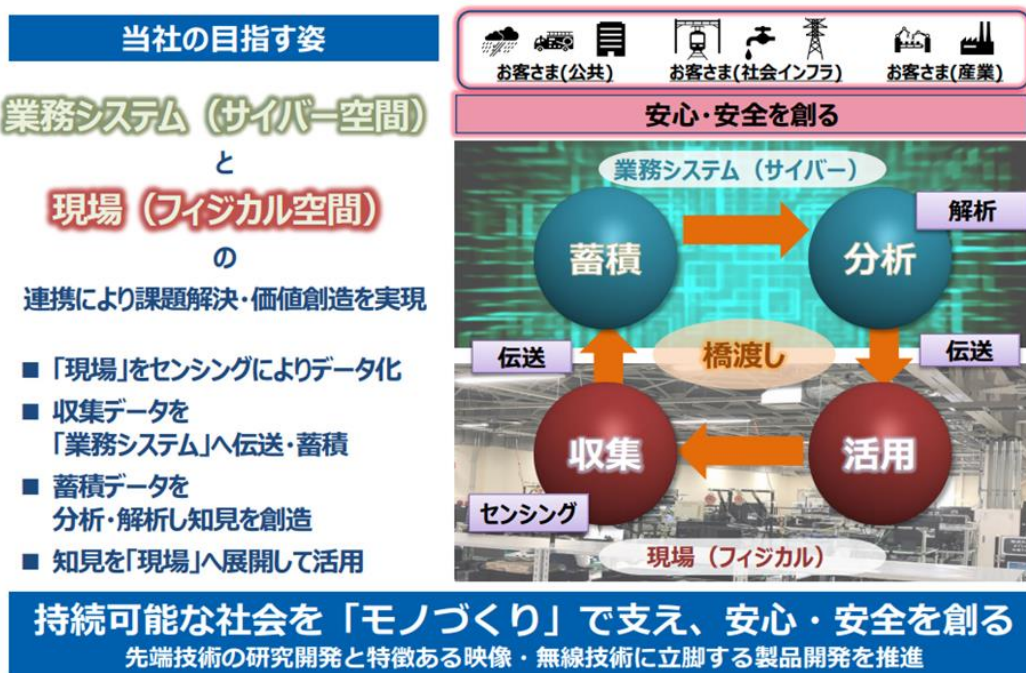 当社の目指す姿
業務システム（サイバー空間）
と
現場（フィジカル空間）
の
連携により課題解決・価値創造を実現
■ 「現場」をセンシングによりデータ化
■ 収集データを
「業務システム」へ伝送・蓄積
■ 蓄積データを
分析・解析し知見を創造
■ 知見を「現場」へ展開して活用
お客さま(公共)
お客さま(社会インフラ)
お客さま(産業)
安心・安全を創る
業務システム（サイバー）
蓄積
分析
解析
伝送
橋渡し
伝送
収集
活用
センシング
現場（フィジカル）
持続可能な社会を「モノづくり」で支え、安心・安全を創る
先端技術の研究開発と特徴ある映像・無線技術に立脚する製品開発を推進